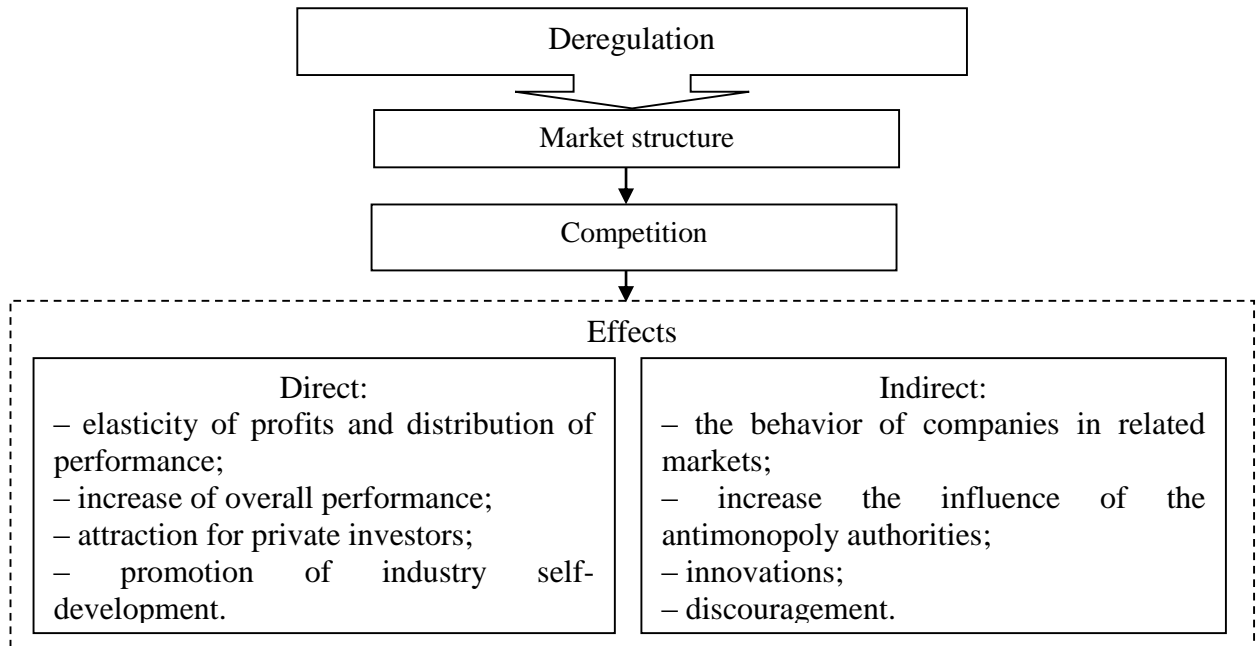 Deregulation
Market structure
Competition
Effects
Direct:
– elasticity of profits and distribution of
performance;
– increase of overall performance;
– attraction for private investors;
– promotion of industry self-
development.
Indirect:
– the behavior of companies in related
markets;
– increase the influence of the
antimonopoly authorities;
– innovations;
– discouragement.